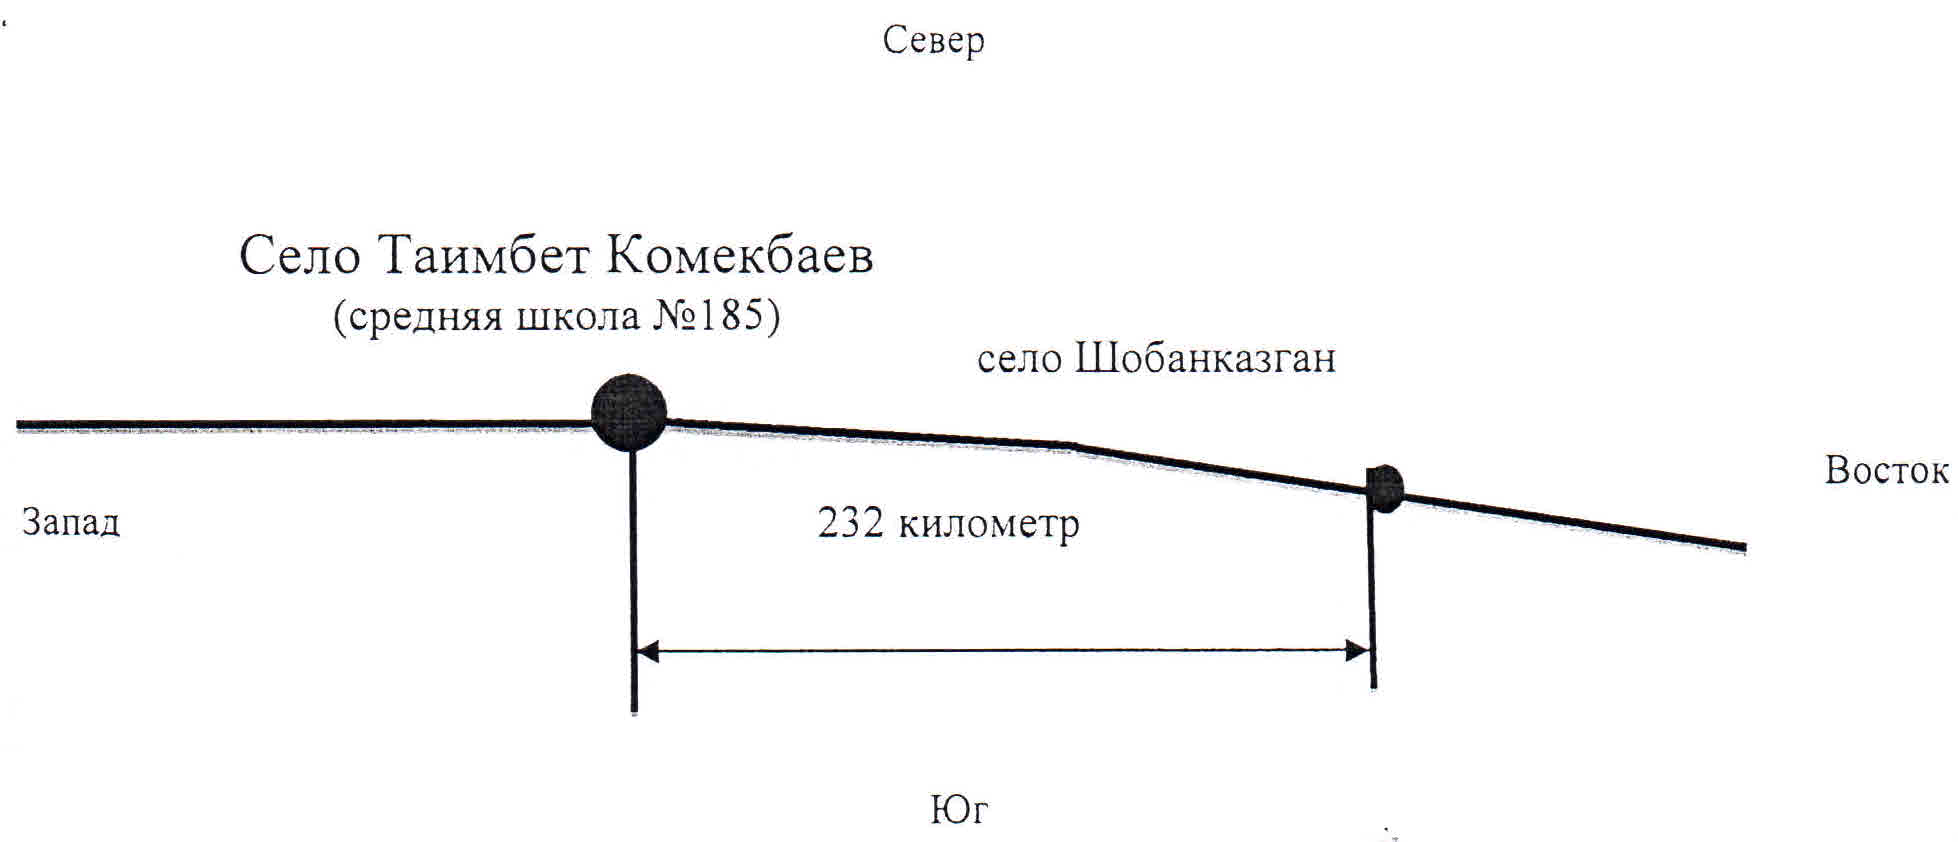 Север
Село Таимбет Комекбаев
(средняя школа №185)
село Шобанказган
Восток
Запад
232 километр
Юг